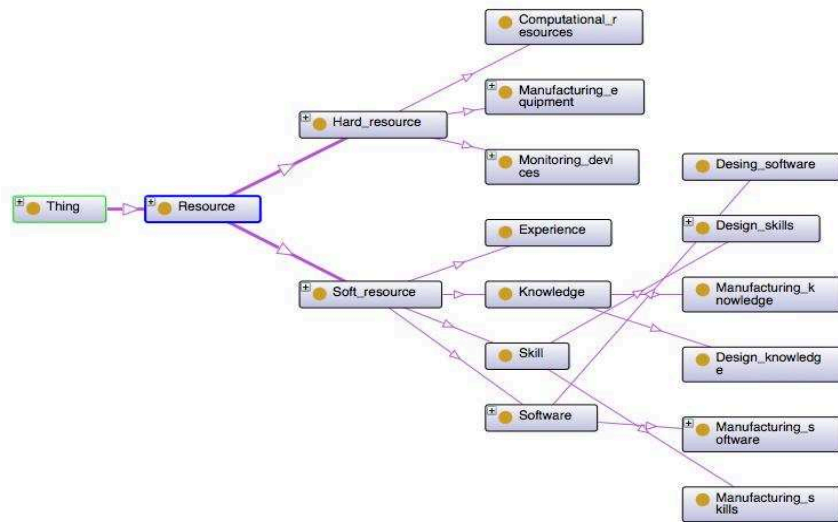 Computational_r
esources
Manufacturing_e
quipment
Hard_resource
Monitoring_devi
ces
Desing_software
Thing
Resource
Experience
Design_skills
Soft_resource
Knowledge
Manufacturing_k
nowledge
Skill
Design_knowledg
e
Software
Manufacturing_s
oftware
Manufacturing_s
kills